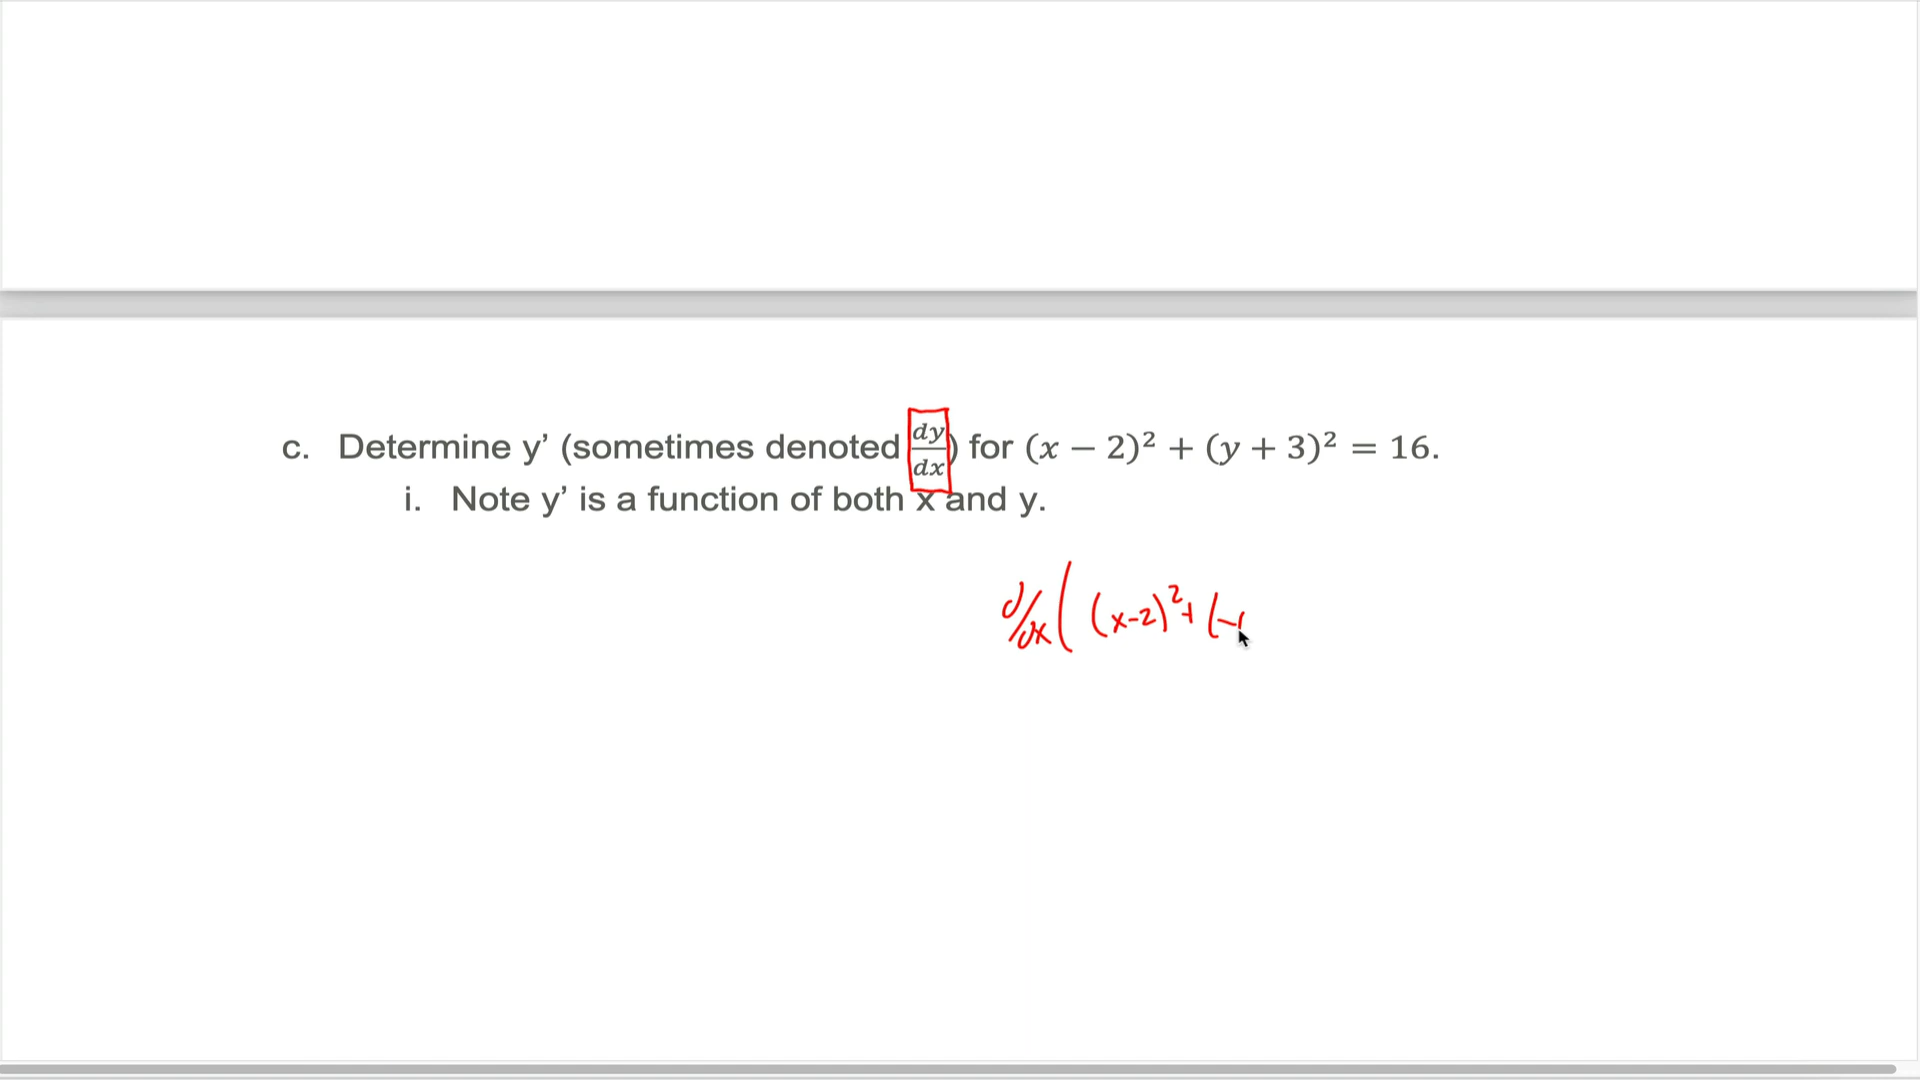 c. Determine y’ (sometimes denoted dy/dx) for (x − 2)² + (y + 3)² = 16.
i. Note y’ is a function of both x and y.
d/dx ( (x-2)² + (